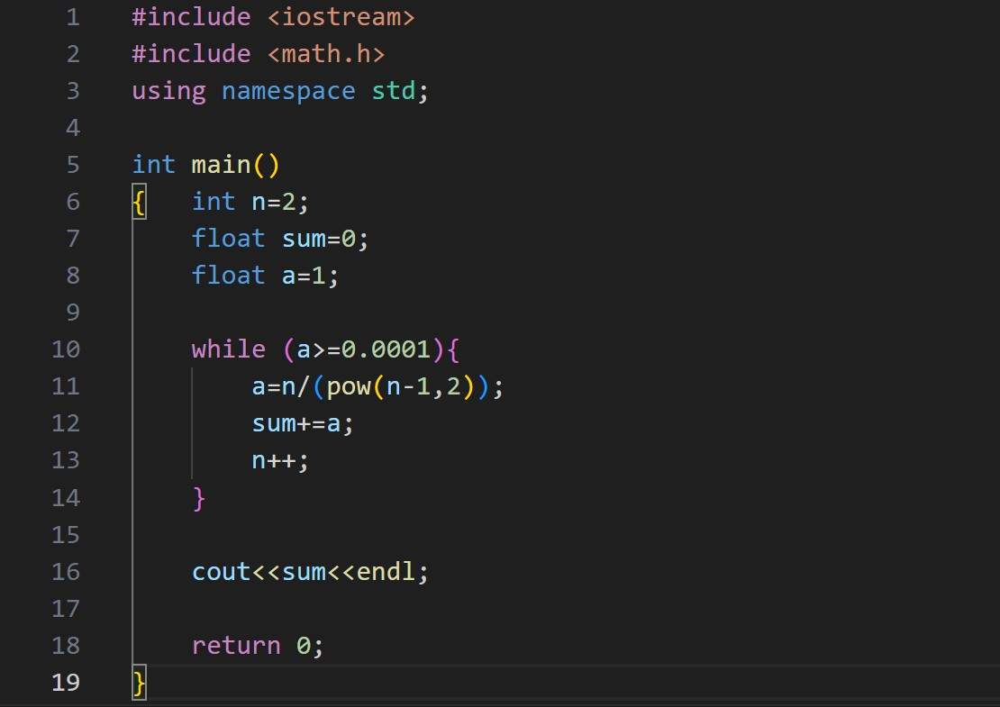 1 #include <iostream>
2 #include <math.h>
3 using namespace std;
4
5 int main()
6 {   int n=2;
7     float sum=0;
8     float a=1;
9
10     while (a>=0.0001){
11         a=n/(pow(n-1,2));
12         sum+=a;
13         n++;
14     }
15
16     cout<<sum<<endl;
17
18     return 0;
19 }